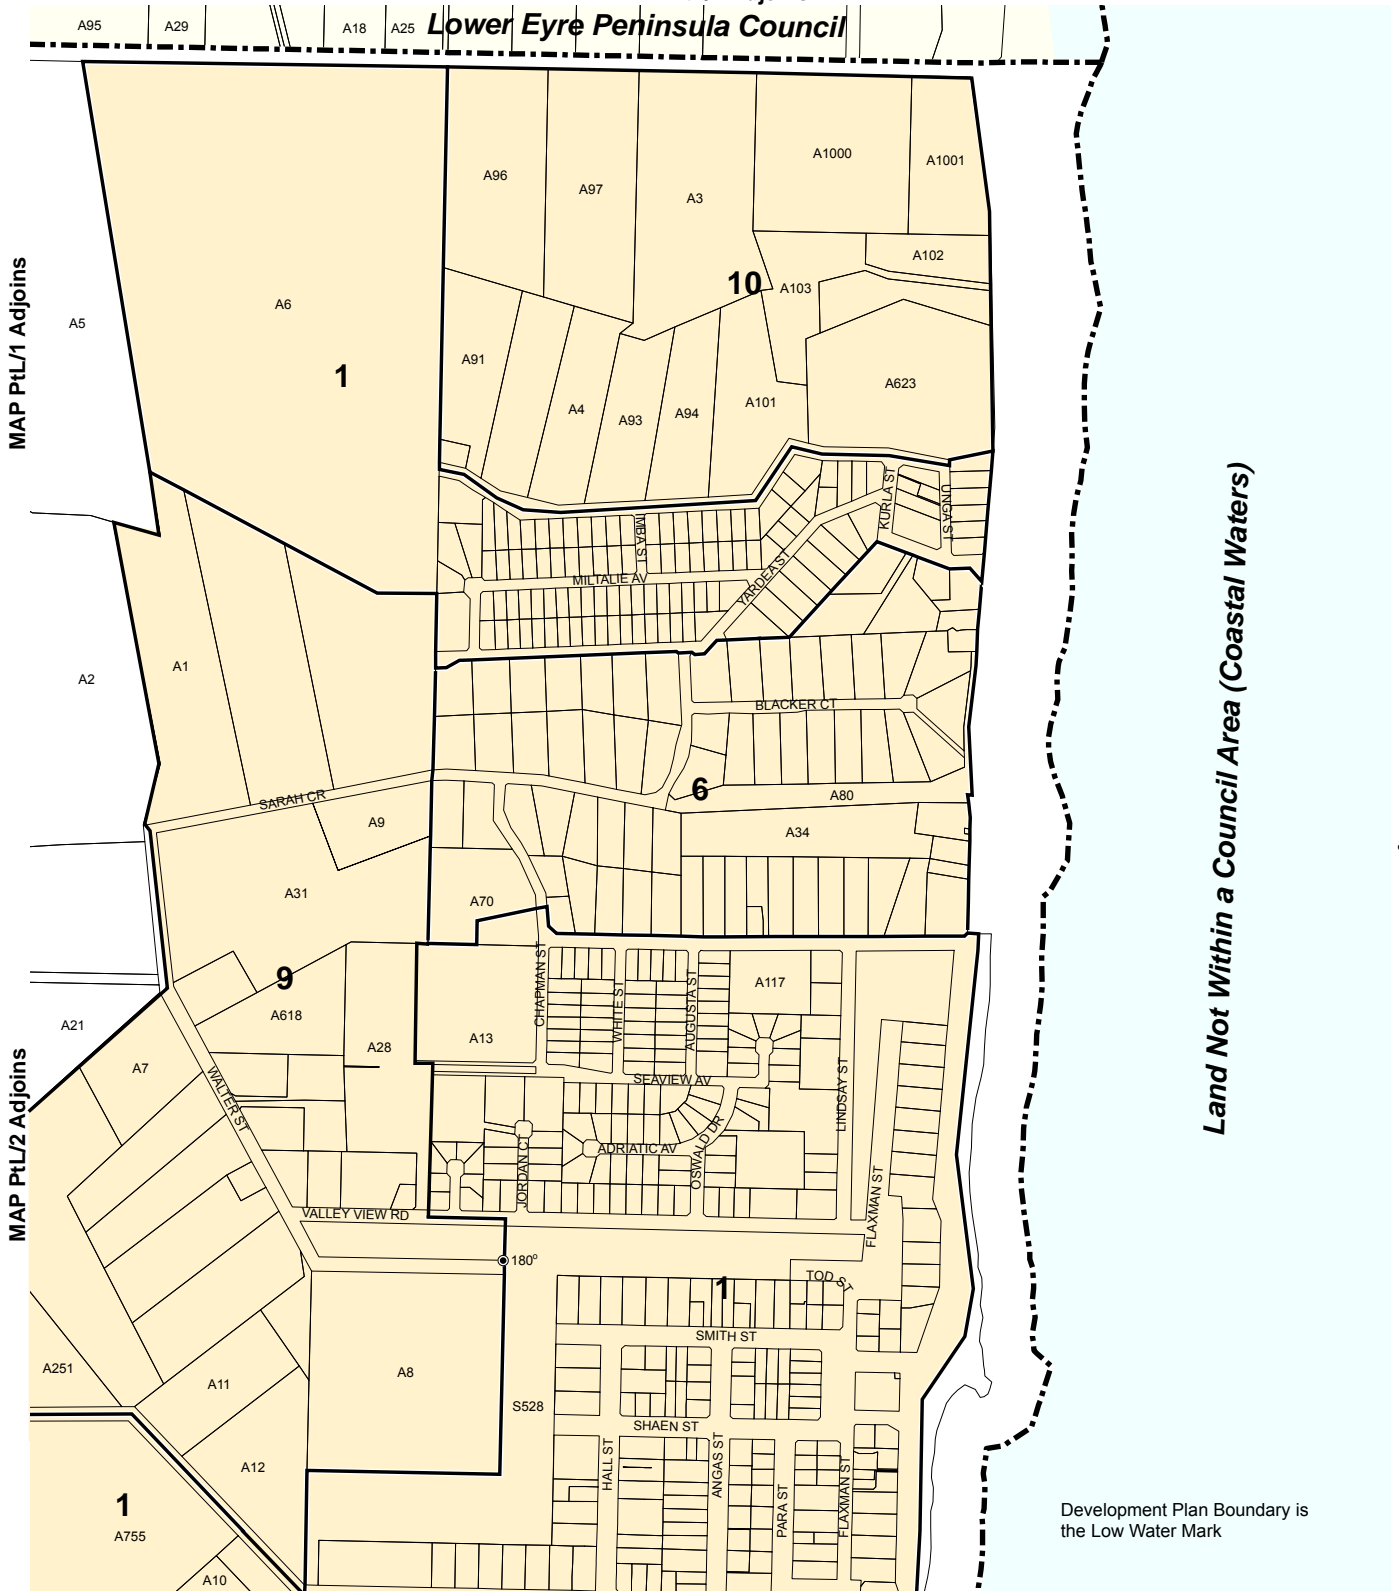 A95
A29
A18
A25
Lower Eyre Peninsula Council
A1000
A1001
A96
A97
A3
A102
10
A103
MAP PtL/1 Adjoins
A5
A6
1
A91
A4
A93
A94
A101
A623
KURLA ST
UNGA ST
MBA ST
MILTALIE AV
YARDEA ST
Land Not Within a Council Area (Coastal Waters)
A1
A2
BLACKER CT
6
A80
SARAH CR
A9
A34
A31
A70
9
A618
A21
A28
A13
CHAPMAN ST
WHITE ST
AUGUSTA ST
A117
MAP PtL/2 Adjoins
A7
WALTER ST
SEAVIEW AV
LINDSAY ST
ADRIATIC AV
OSWALD DR
JORDAN CT
FLAXMAN ST
VALLEY VIEW RD
180º
1
TOD ST
SMITH ST
A251
A11
A8
S528
SHAEN ST
HALL ST
ANGAS ST
PARA ST
FLAXMAN ST
A12
1
A755
A10
Development Plan Boundary is
the Low Water Mark